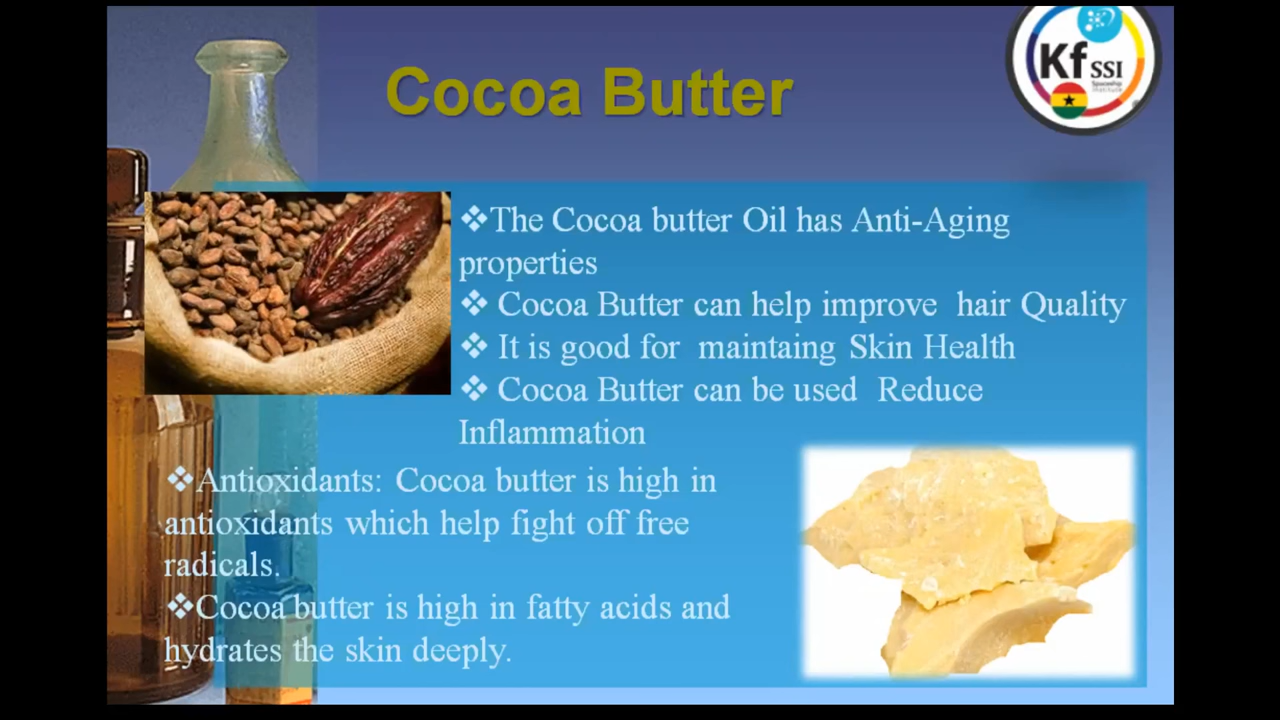 Cocoa Butter
Kf SSI
Spaceship
Institute
❖The Cocoa butter Oil has Anti-Aging
properties
❖ Cocoa Butter can help improve hair Quality
❖ It is good for maintaing Skin Health
❖ Cocoa Butter can be used Reduce
Inflammation
❖Antioxidants: Cocoa butter is high in
antioxidants which help fight off free
radicals.
❖Cocoa butter is high in fatty acids and
hydrates the skin deeply.